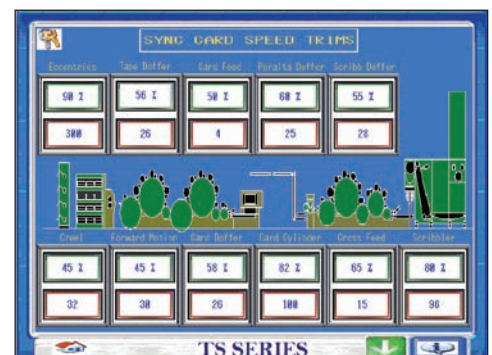 SYNC CARD SPEED TRIMS
Eccentrics Tape Doffer Card Feed Peralta Doffer Scribb Doffer
90 % 56 % 50 % 60 % 55 %
300 26 4 25 28
Creel Forward Motion Card Doffer Card Cylinder Cross Feed Scribbler
45 % 45 % 58 % 82 % 65 % 80 %
32 30 26 100 15 96
TS SERIES